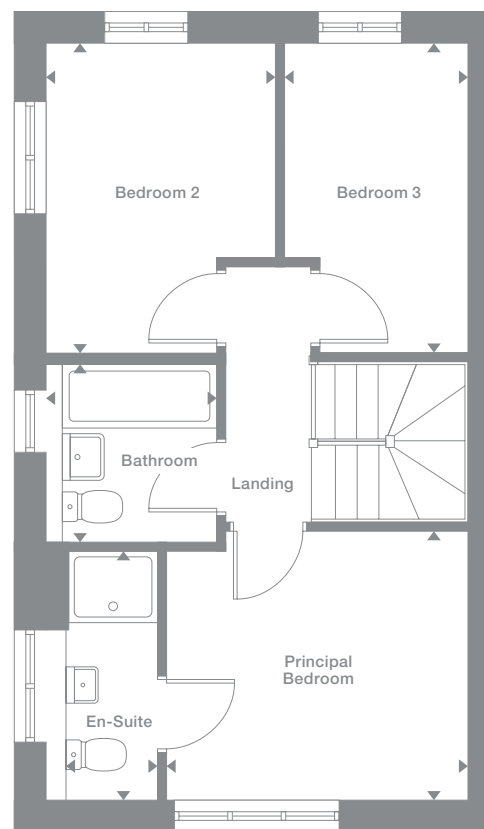 Bedroom 2
Bedroom 3
Bathroom
Landing
Principal
Bedroom
En-Suite